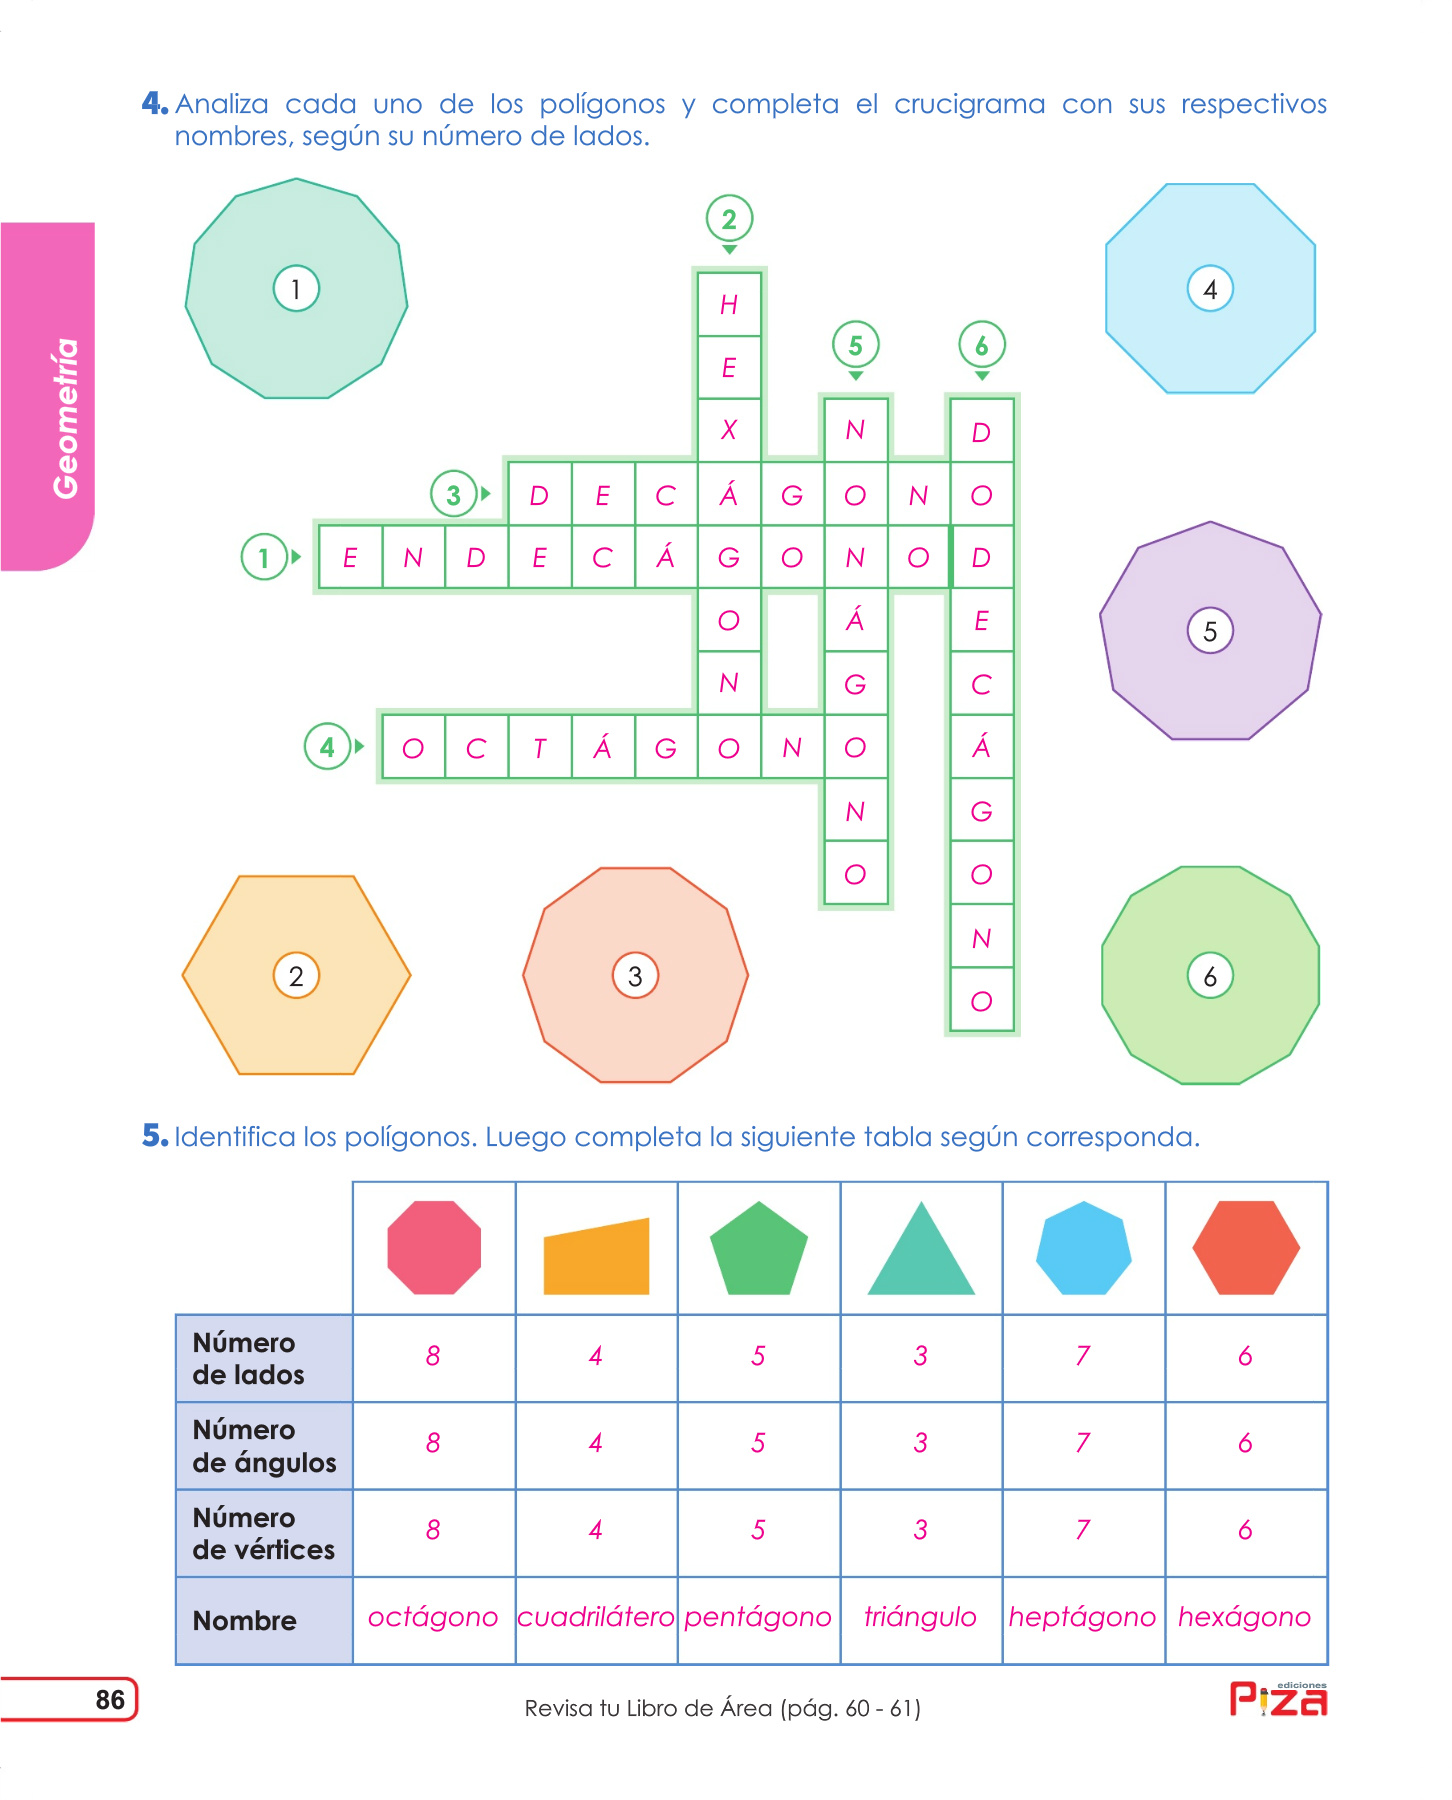 4. Analiza cada uno de los polígonos y completa el crucigrama con sus respectivos
nombres, según su número de lados.
Geometría
1
2
4
H
5
6
E
X
N
D
3
D E C Á G O N O
1
E N D E C Á G O N O D
5
O
Á
E
N
G
C
4
O C T Á G O N O
Á
N
G
O
O
N
O
2
3
6
5. Identifica los polígonos. Luego completa la siguiente tabla según corresponda.
Número
de lados
8 4 5 3 7 6
Número
de ángulos
8 4 5 3 7 6
Número
de vértices
8 4 5 3 7 6
Nombre octágono cuadrilátero pentágono triángulo heptágono hexágono
86
Revisa tu Libro de Área (pág. 60 - 61)
ediciones
Piza